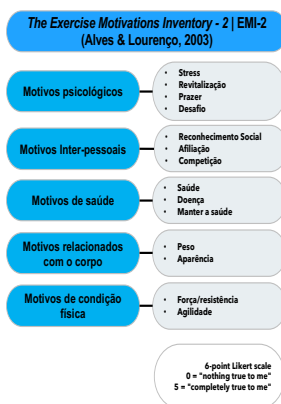 The Exercise Motivations Inventory - 2 | EMI-2
(Alves & Lourenço, 2003)
Motivos psicológicos
• Stress
• Revitalização
• Prazer
• Desafio
Motivos Inter-pessoais
• Reconhecimento Social
• Afiliação
• Competição
Motivos de saúde
• Saúde
• Doença
• Manter a saúde
Motivos relacionados
com o corpo
• Peso
• Aparência
Motivos de condição
física
• Força/resistência
• Agilidade
6-point Likert scale
0 = "nothing true to me"
5 = "completely true to me"